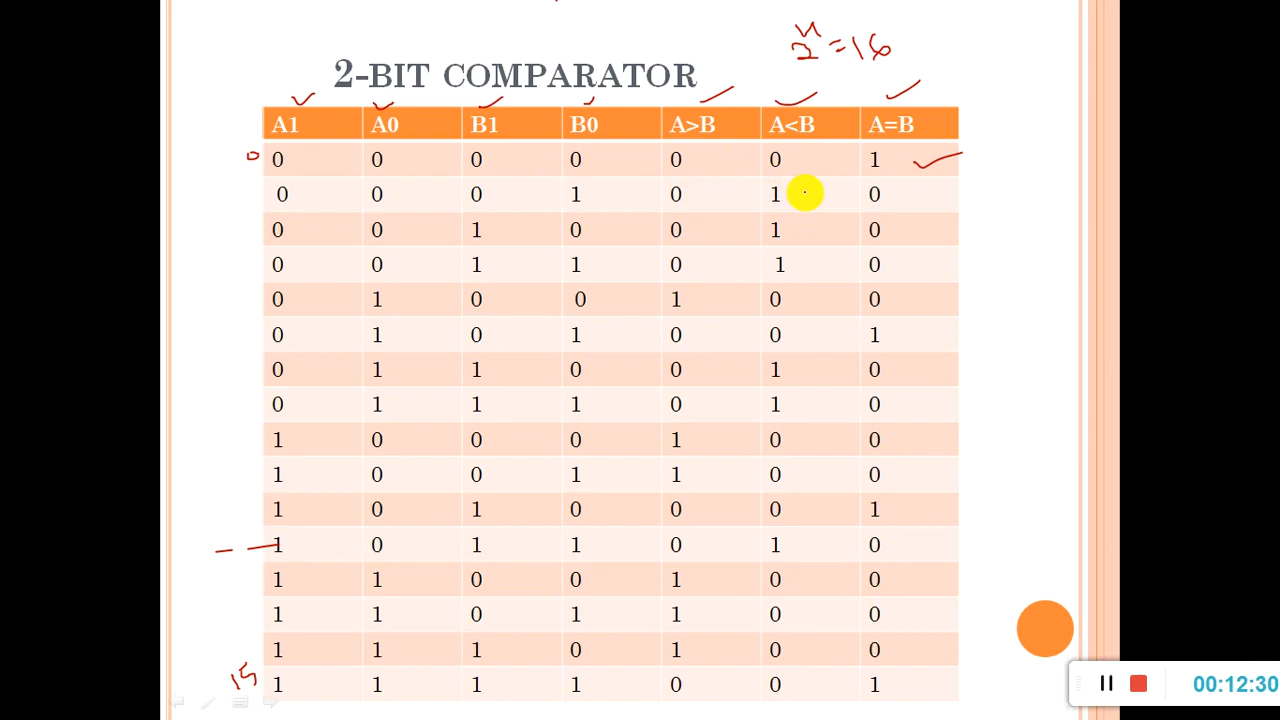 2⁴=16
2-BIT COMPARATOR
A1 A0 B1 B0 A>B A<B A=B
0 0 0 0 0 0 0 1
0 0 0 1 0 1 0
0 0 1 0 0 1 0
0 0 1 1 0 1 0
0 1 0 0 1 0 0
0 1 0 1 0 0 1
0 1 1 0 0 1 0
0 1 1 1 0 1 0
1 0 0 0 1 0 0
1 0 0 1 1 0 0
1 0 1 0 0 0 1
1 0 1 1 0 1 0
1 1 0 0 1 0 0
1 1 0 1 1 0 0
1 1 1 0 1 0 0
15 1 1 1 1 0 0 1
00:12:30